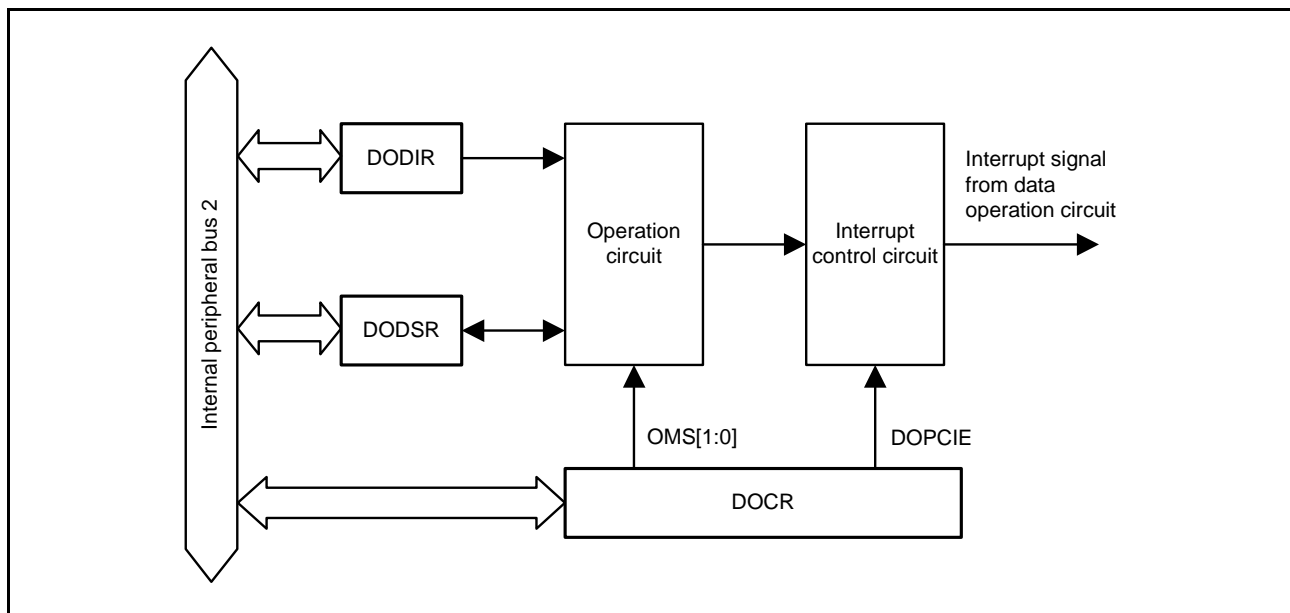 Internal peripheral bus 2
DODIR
DODSR
Operation
circuit
Interrupt
control circuit
Interrupt signal
from data
operation circuit
OMS[1:0]
DOPCIE
DOCR